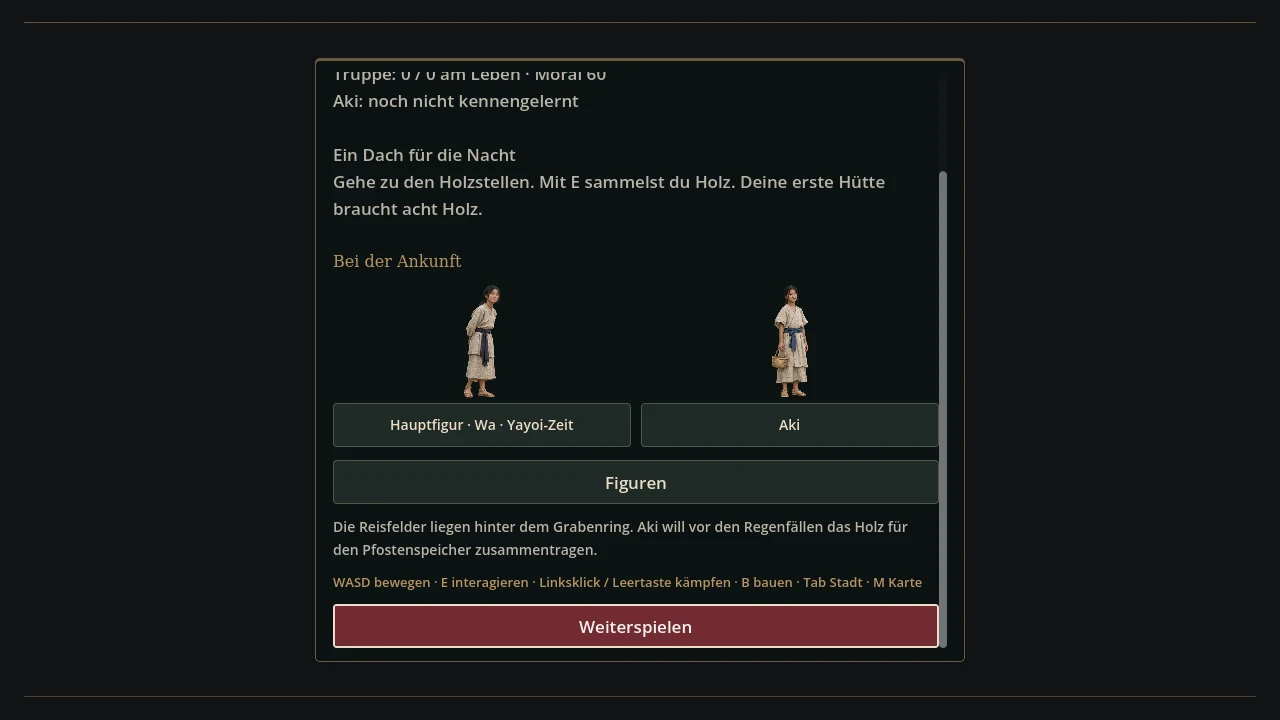 Truppe: 0 / 0 am Leben · Moral 60
Aki: noch nicht kennengelernt
Ein Dach für die Nacht
Gehe zu den Holzstellen. Mit E sammelst du Holz. Deine erste Hütte
braucht acht Holz.
Bei der Ankunft
Hauptfigur · Wa · Yayoi-Zeit
Aki
Figuren
Die Reisfelder liegen hinter dem Grabenring. Aki will vor den Regenfällen das Holz für
den Pfostenspeicher zusammentragen.
WASD bewegen · E interagieren · Linksklick / Leertaste kämpfen · B bauen · Tab Stadt · M Karte
Weiterspielen